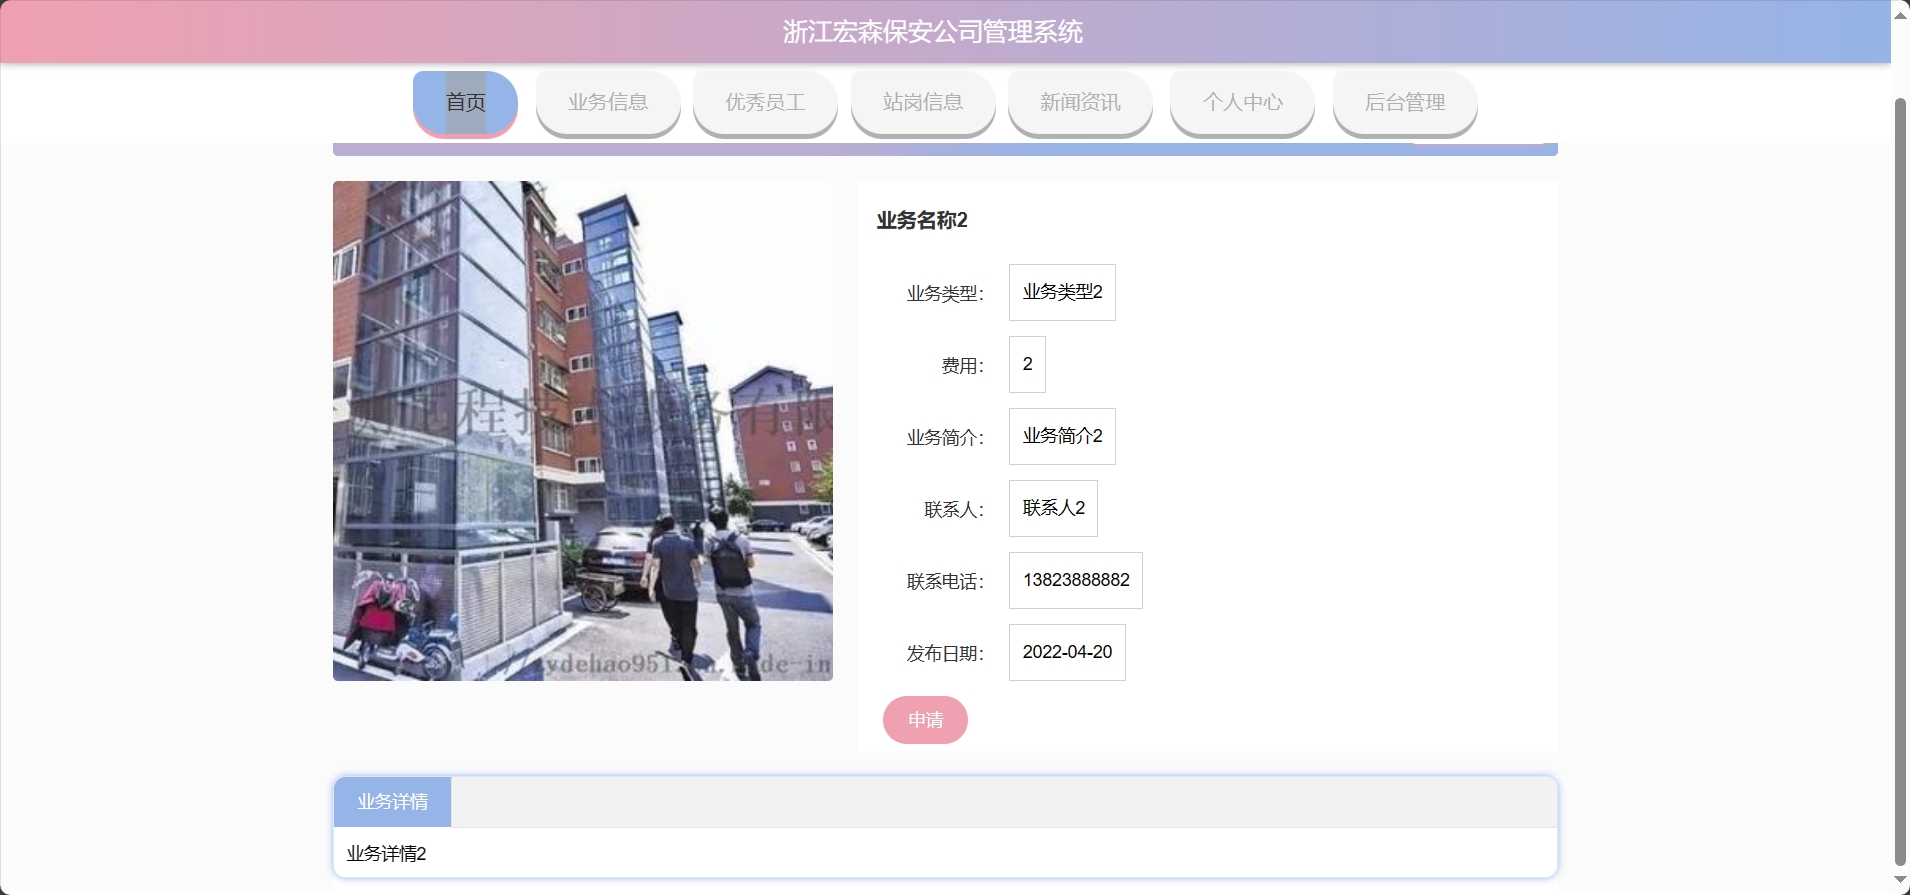 浙江宏森保安公司管理系统
首页 业务信息 优秀员工 站岗信息 新闻资讯 个人中心 后台管理
业务名称2
业务类型： 业务类型2
费用： 2
业务简介： 业务简介2
联系人： 联系人2
联系电话： 13823888882
发布日期： 2022-04-20
申请
业务详情
业务详情2